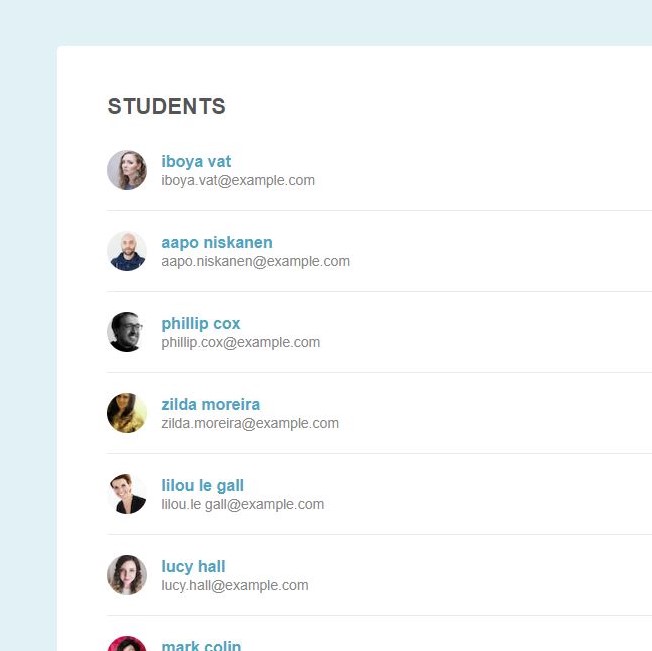 STUDENTS
iboya vat
iboya.vat@example.com
aapo niskanen
aapo.niskanen@example.com
phillip cox
phillip.cox@example.com
zilda moreira
zilda.moreira@example.com
lilou le gall
lilou.le gall@example.com
lucy hall
lucy.hall@example.com
mark colin